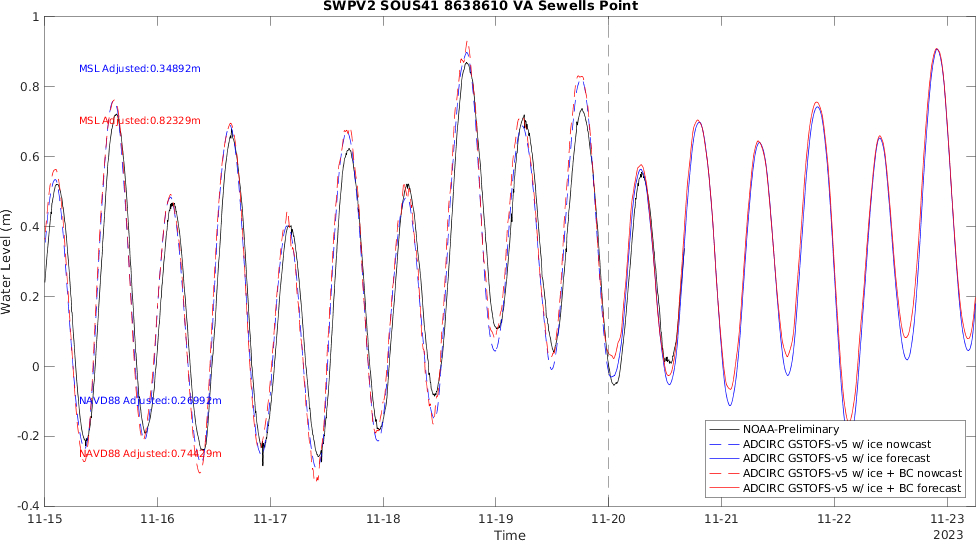 SWPV2 SOUS41 8638610 VA Sewells Point
1
0.8
0.6
0.4
0.2
0
-0.2
-0.4
Water Level (m)
MSL Adjusted:0.34892m
MSL Adjusted:0.82329m
NAVD88 Adjusted:0.26992m
NAVD88 Adjusted:0.74429m
NOAA-Preliminary
ADCIRC GSTOFS-v5 w/ ice nowcast
ADCIRC GSTOFS-v5 w/ ice forecast
ADCIRC GSTOFS-v5 w/ ice + BC nowcast
ADCIRC GSTOFS-v5 w/ ice + BC forecast
11-15 11-16 11-17 11-18 11-19 11-20 11-21 11-22 11-23
Time
2023